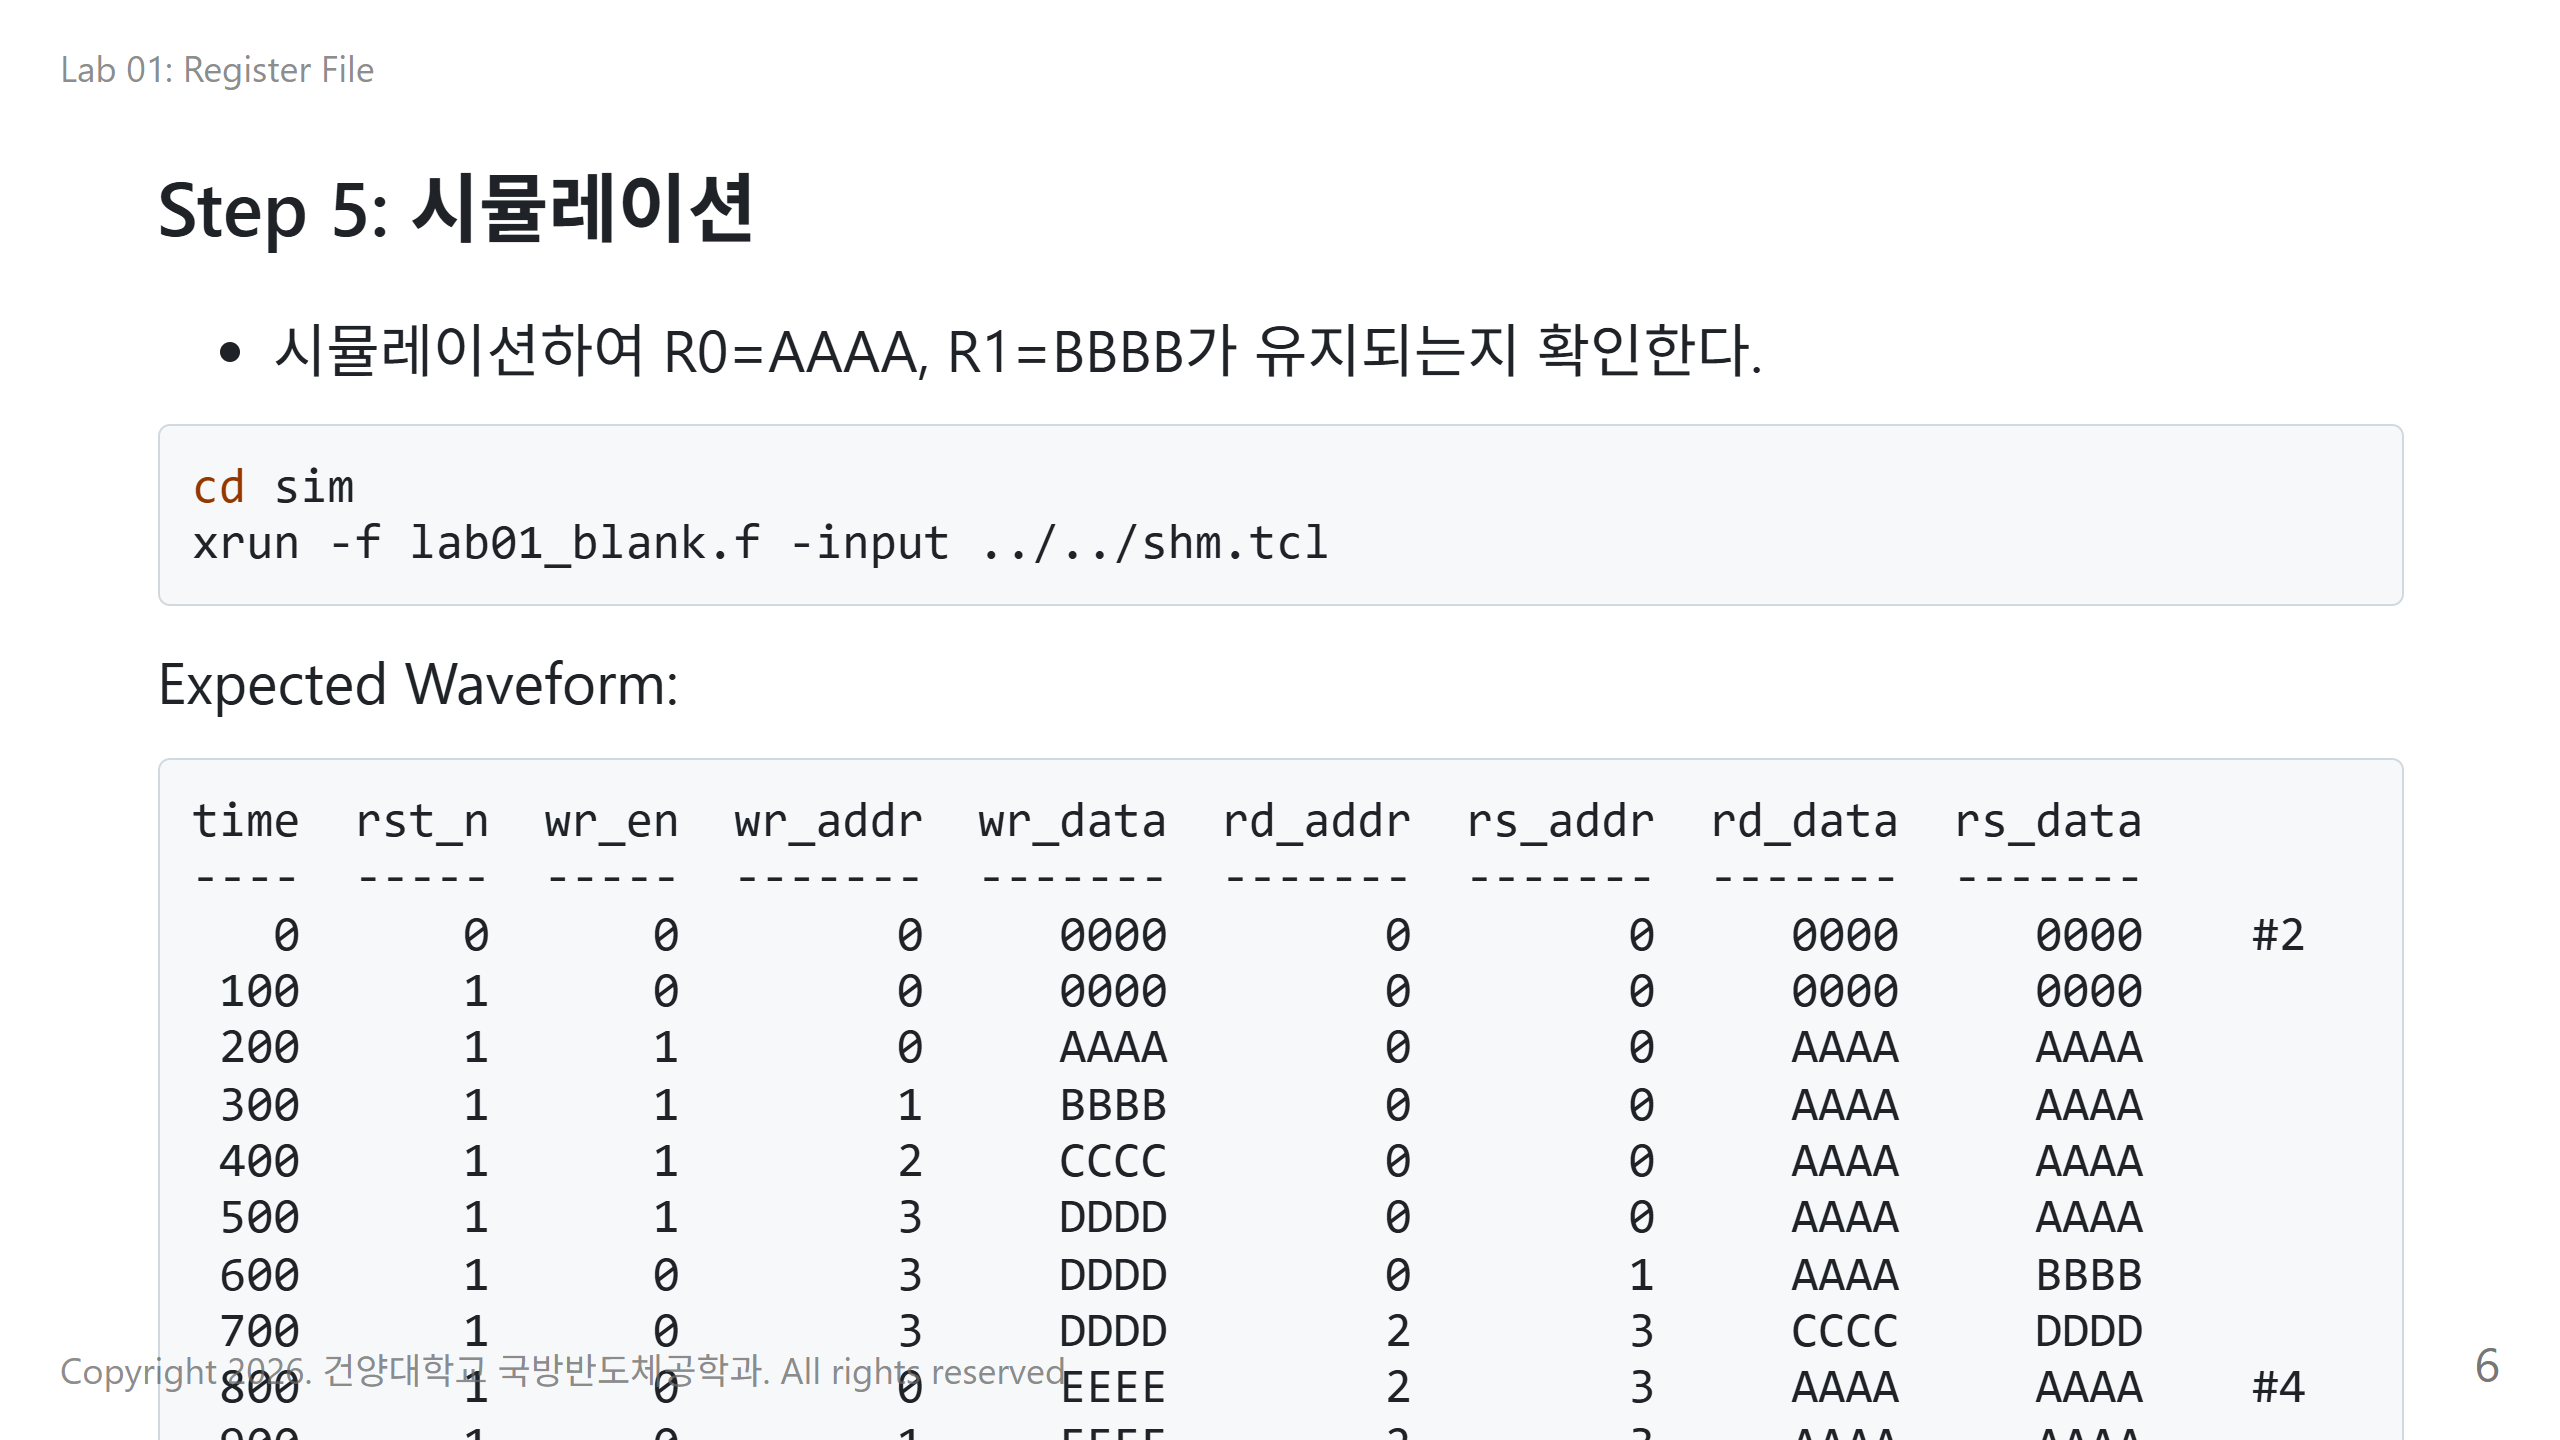 Lab 01: Register File
Step 5: 시뮬레이션
• 시뮬레이션하여 R0=AAAA, R1=BBBB가 유지되는지 확인한다.
cd sim
xrun -f lab01_blank.f -input ../../shm.tcl
Expected Waveform:
time  rst_n  wr_en  wr_addr  wr_data  rd_addr  rs_addr  rd_data  rs_data
----  -----  -----  -------  -------  -------  -------  -------  -------
   0      0      0        0     0000        0        0     0000     0000    #2
 100      1      0        0     0000        0        0     0000     0000
 200      1      1        0     AAAA        0        0     AAAA     AAAA
 300      1      1        1     BBBB        0        0     AAAA     AAAA
 400      1      1        2     CCCC        0        0     AAAA     AAAA
 500      1      1        3     DDDD        0        0     AAAA     AAAA
 600      1      0        3     DDDD        0        1     AAAA     BBBB
 700      1      0        3     DDDD        2        3     CCCC     DDDD
 800      1      0        0     EEEE        2        3     AAAA     AAAA    #4
Copyright 2026. 건양대학교 국방반도체공학과. All rights reserved
6